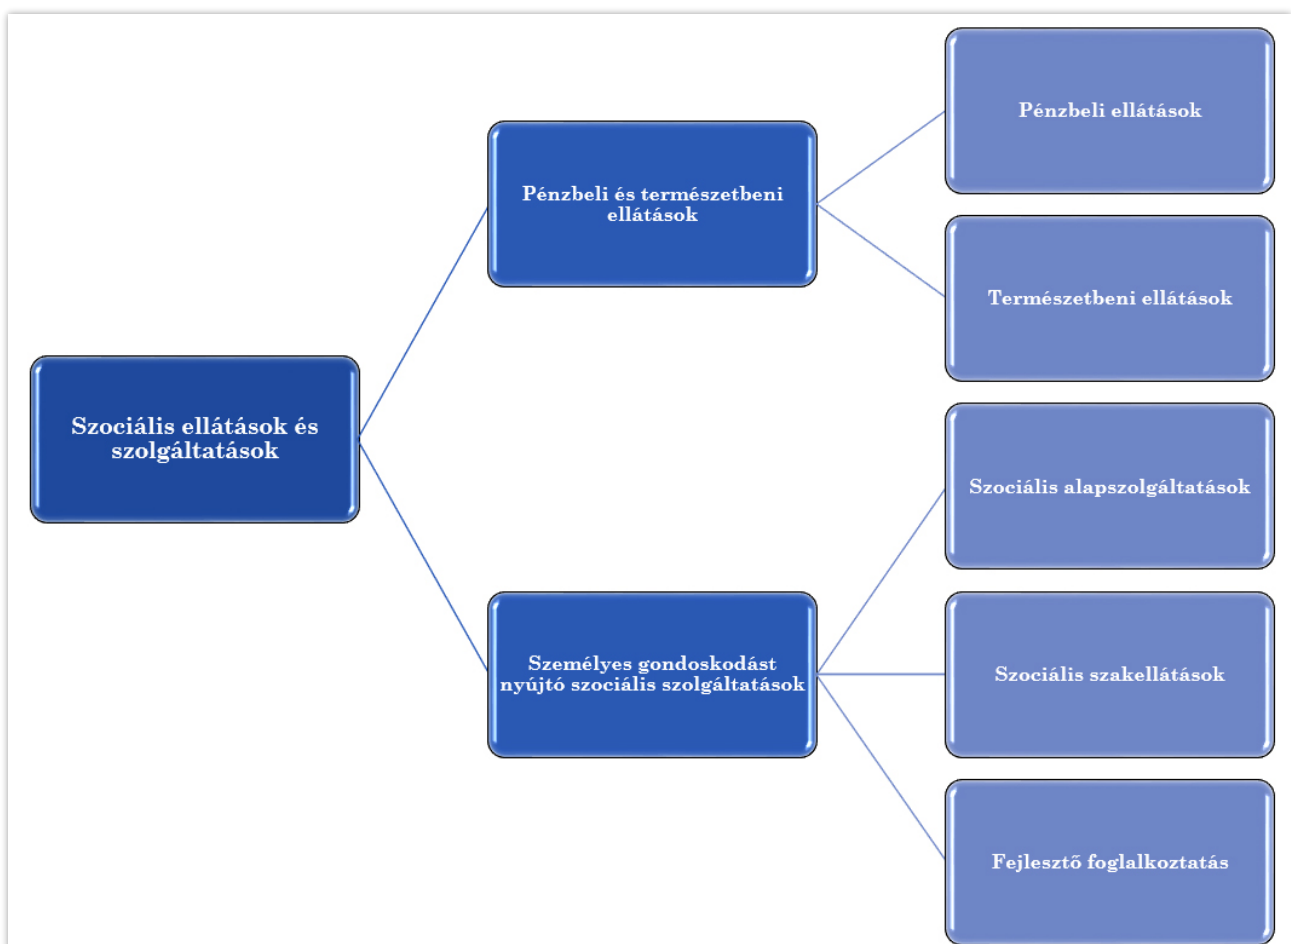 Szociális ellátások és
szolgáltatások
Pénzbeli és természetbeni
ellátások
Pénzbeli ellátások
Természetbeni ellátások
Személyes gondoskodást
nyújtó szociális szolgáltatások
Szociális alapszolgáltatások
Szociális szakellátások
Fejlesztő foglalkoztatás